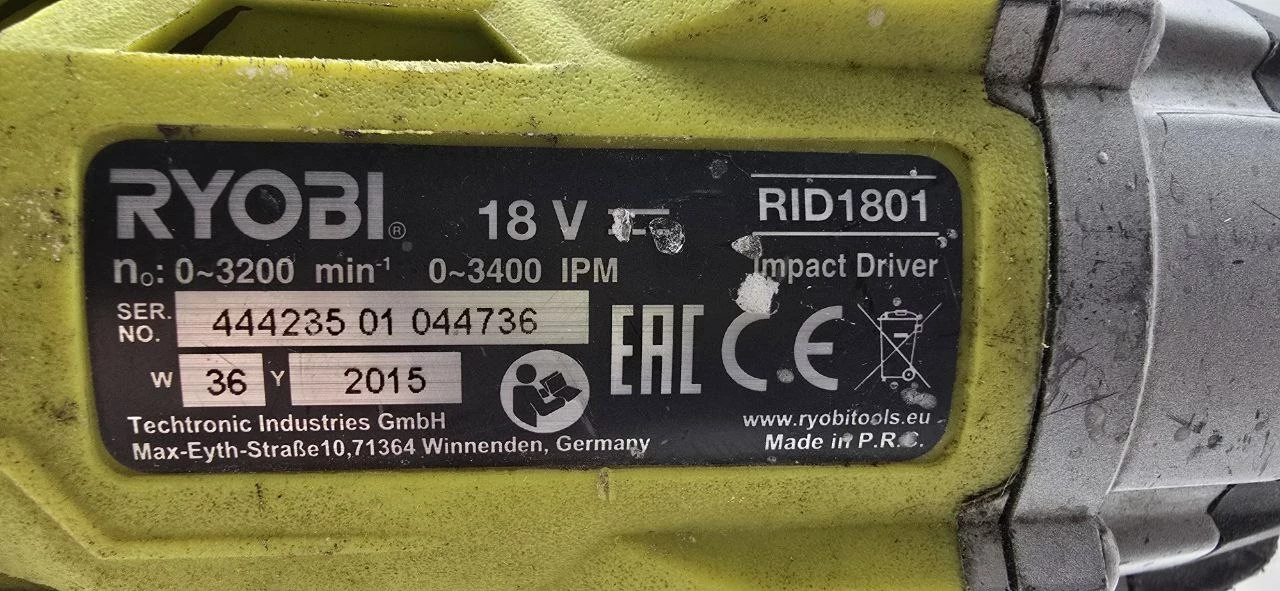 RYOBI® 18 V RID1801
n₀: 0~3200 min⁻¹ 0~3400 IPM Impact Driver
SER. NO. 444235 01 044736
W 36 Y 2015
EAC CE
Techtronic Industries GmbH www.ryobitools.eu
Max-Eyth-Straße10,71364 Winnenden, Germany Made in P.R.C.